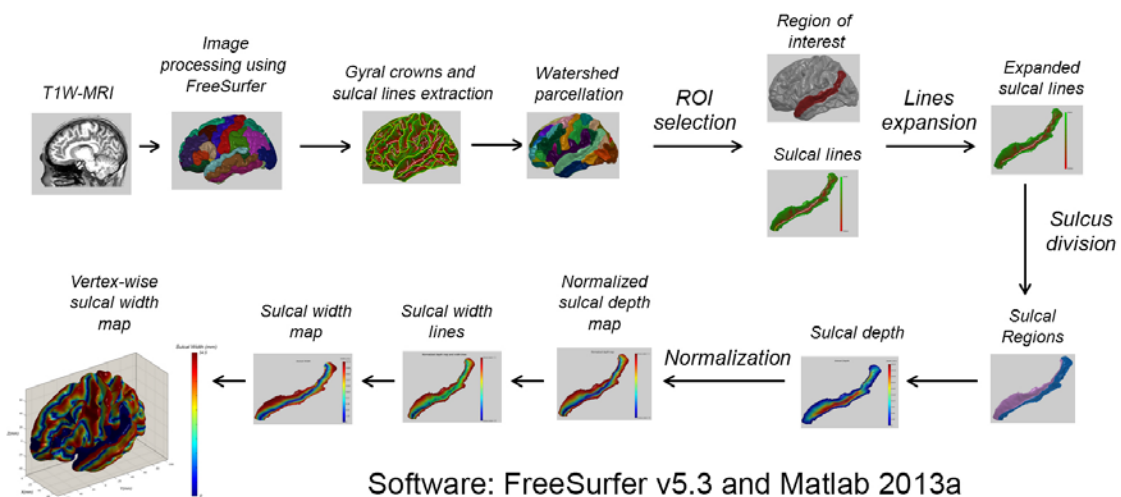 T1W-MRI
Image
processing using
FreeSurfer
Gyral crowns and
sulcal lines extraction
Watershed
parcellation
ROI
selection
Region of
interest
Sulcal lines
Lines
expansion
Expanded
sulcal lines
Sulcus
division
Sulcal
Regions
Sulcal depth
Normalization
Normalized
sulcal depth
map
Sulcal width
lines
Sulcal width
map
Vertex-wise
sulcal width
map
Sulcal Width (mm)
Software: FreeSurfer v5.3 and Matlab 2013a